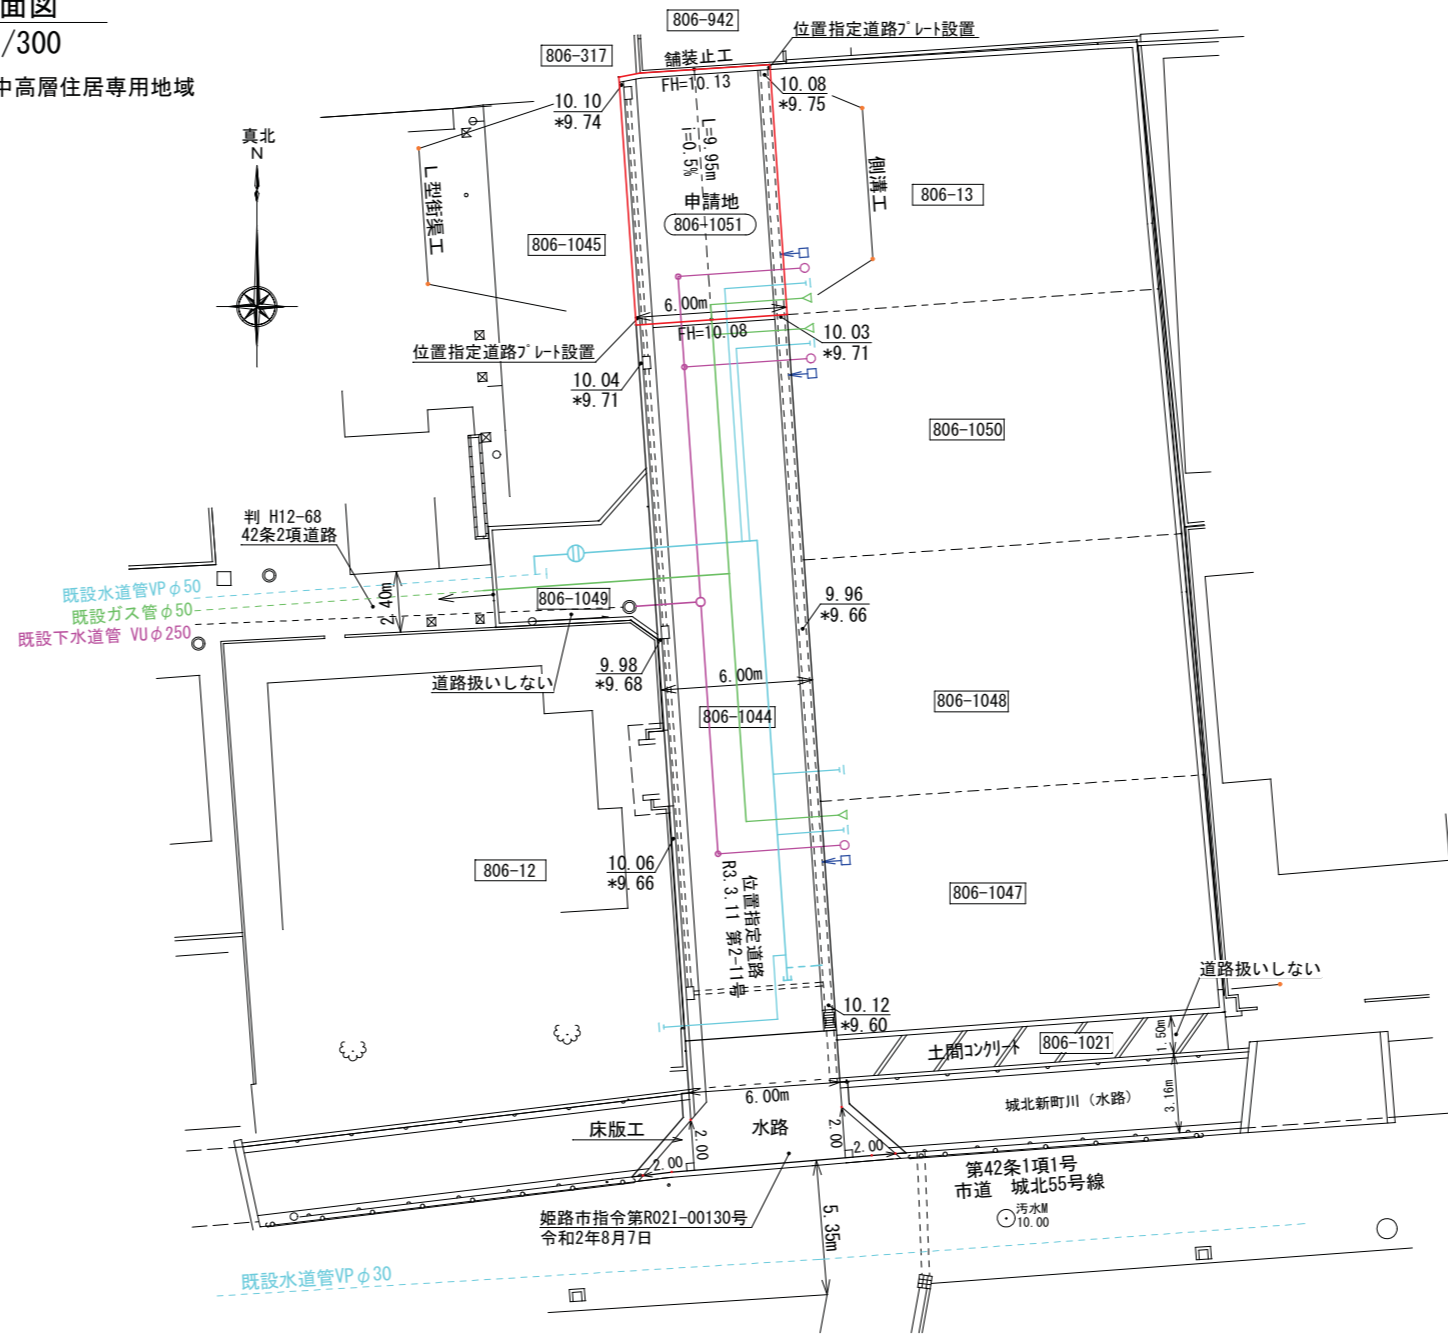 面図
/300
中高層住居専用地域
806-942
806-317
位置指定道路ﾌﾟﾚｰﾄ設置
舗装止工
FH=10.13
10.10
*9.74
10.08
*9.75
真北
N
L=9.95m
i=0.5%
L型街渠工
側溝工
申請地
806-1051
806-13
806-1045
6.00m
FH=10.08
10.03
*9.71
位置指定道路ﾌﾟﾚｰﾄ設置
10.04
*9.71
806-1050
判 H12-68
42条2項道路
既設水道管VPφ50
既設ガス管φ50
既設下水道管 VUφ250
2.40m
806-1049
9.96
*9.66
9.98
*9.68
道路扱いしない
6.00m
806-1044
806-1048
806-12
10.06
*9.66
位置指定道路
R3.3.11 第2-11号
806-1047
道路扱いしない
10.12
*9.60
土間ｺﾝｸﾘｰﾄ
806-1021
1.50m
6.00m
城北新町川（水路）
3.16m
床版工
水路
2.00
2.00
2.00
2.00
第42条1項1号
市道 城北55号線
汚水M
10.00
姫路市指令第R02I-00130号
令和2年8月7日
5.35m
既設水道管VPφ30